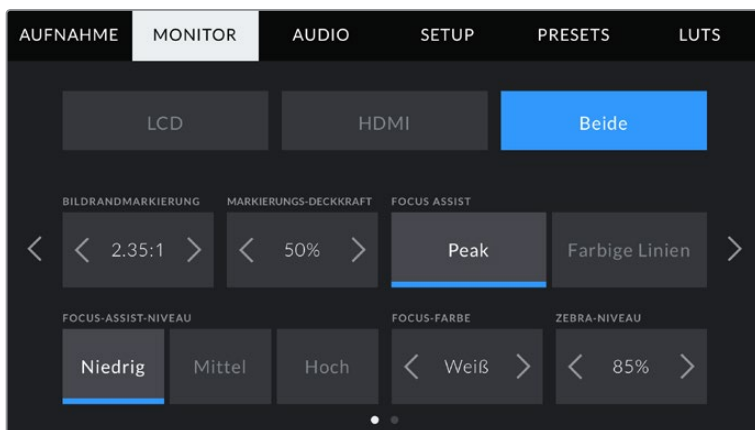 AUFNAHME MONITOR AUDIO SETUP PRESETS LUTS
LCD HDMI Beide
BILDRANDMARKIERUNG MARKIERUNGS-DECKKRAFT FOCUS ASSIST
2.35:1 50% Peak Farbige Linien
FOCUS-ASSIST-NIVEAU FOCUS-FARBE ZEBRA-NIVEAU
Niedrig Mittel Hoch Weiß 85%